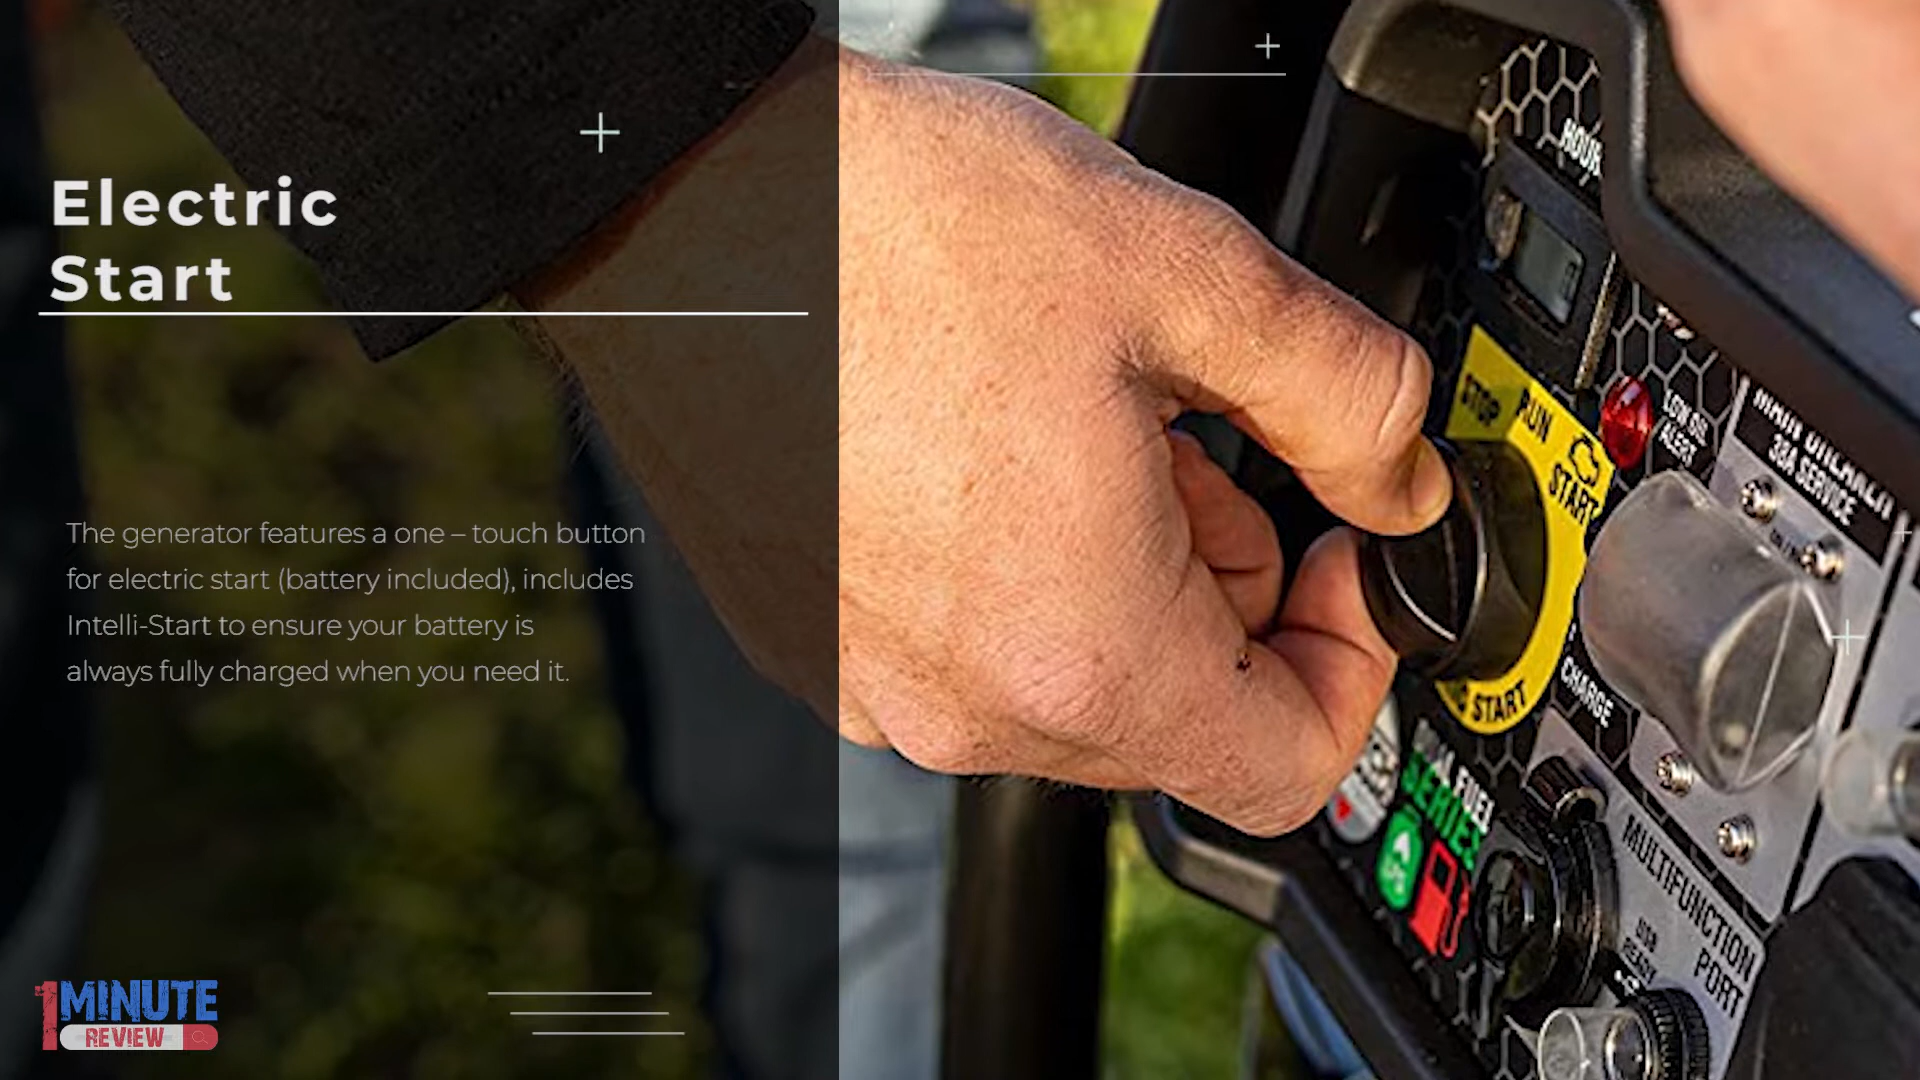 Electric
Start
The generator features a one – touch button
for electric start (battery included), includes
Intelli-Start to ensure your battery is
always fully charged when you need it.
1MINUTE
REVIEW
STOP
RUN
START
START
LOW OIL
ALERT
30A SERVICE
CHARGE
FUEL
SERIES
MULTIFUNCTION
PORT